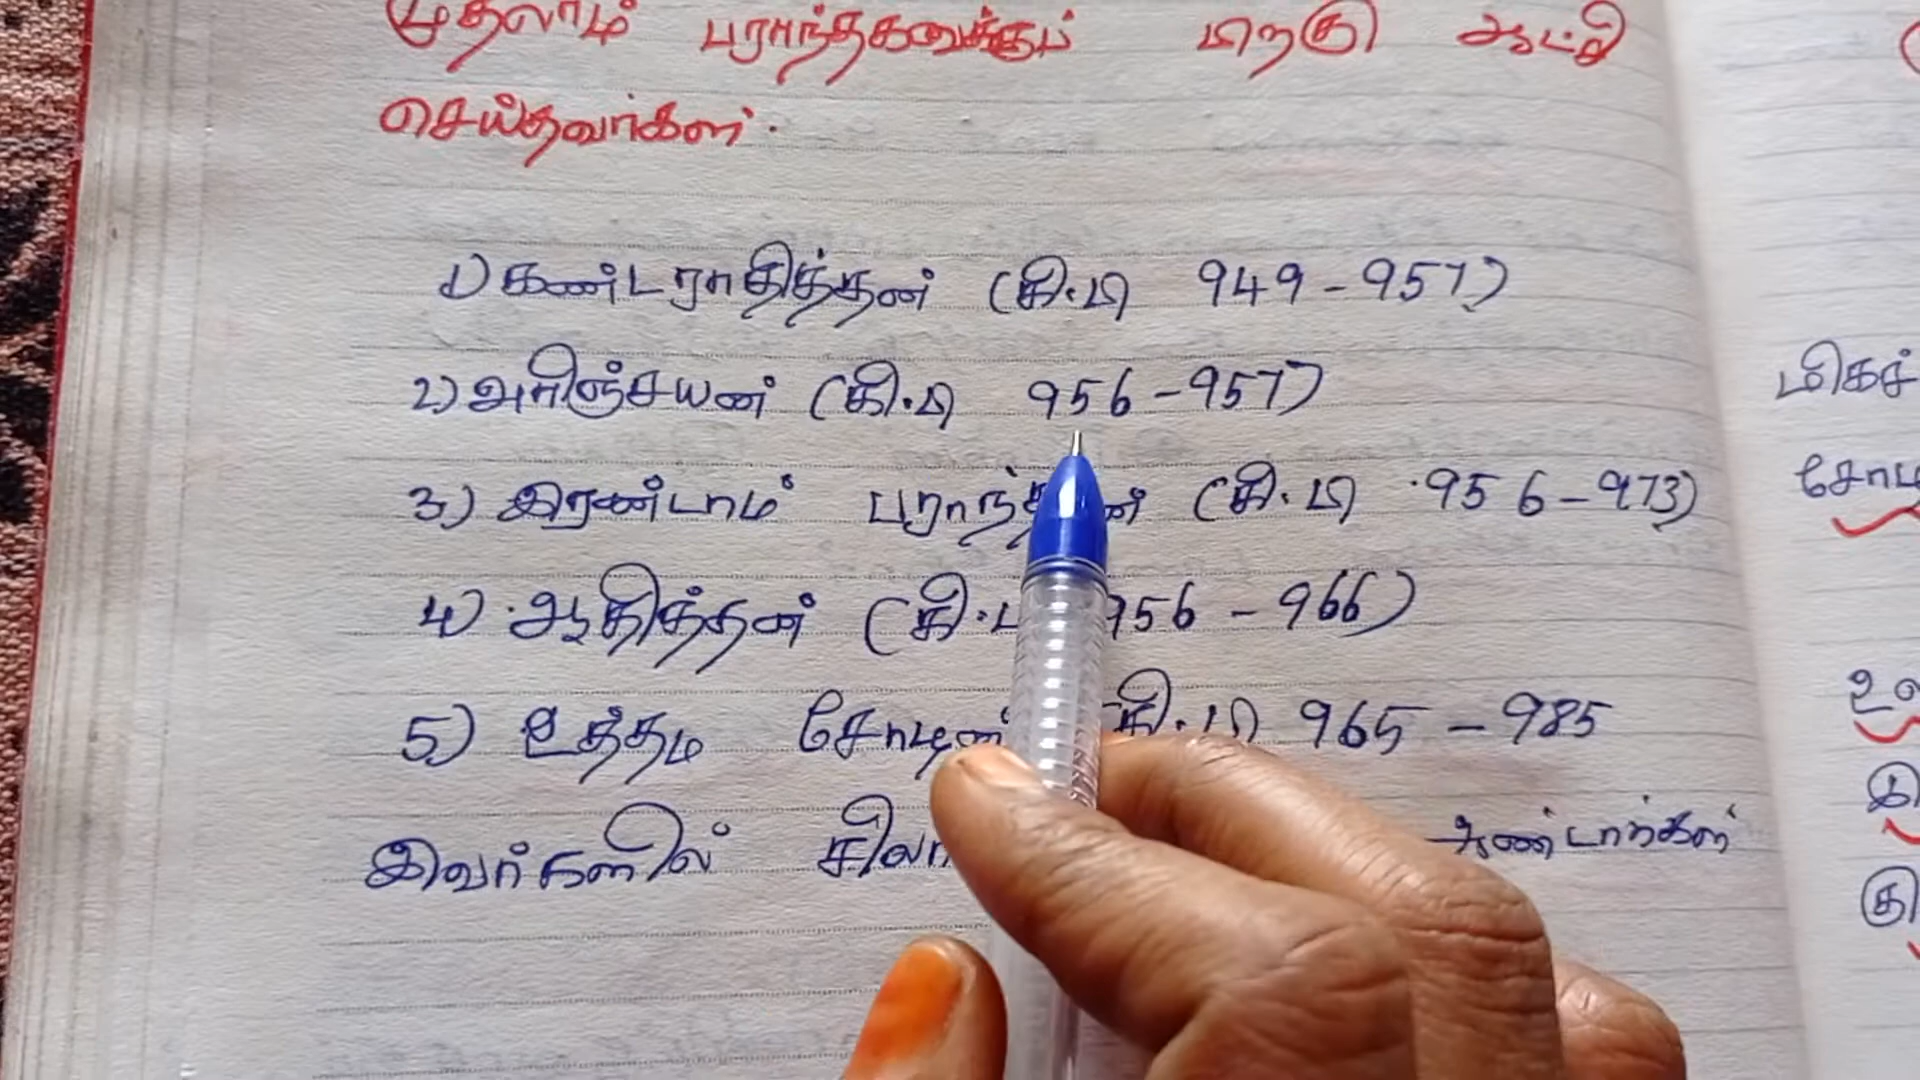 முதலாம் பராந்தகனுக்குப் பிறகு ஆட்சி
செய்தவர்கள்.
1) கண்டராதித்தன் (கி.பி 949-957)
2) அரிஞ்சயன் (கி.பி 956-957)
3) இரண்டாம் பராந்தகன் (கி.பி 956-973)
4) ஆதித்தன் (கி.பி 956 - 966)
5) உத்தம சோழன் கி.பி 965 - 985
இவர்களில் ஆண்டார்கள்
மிகச்